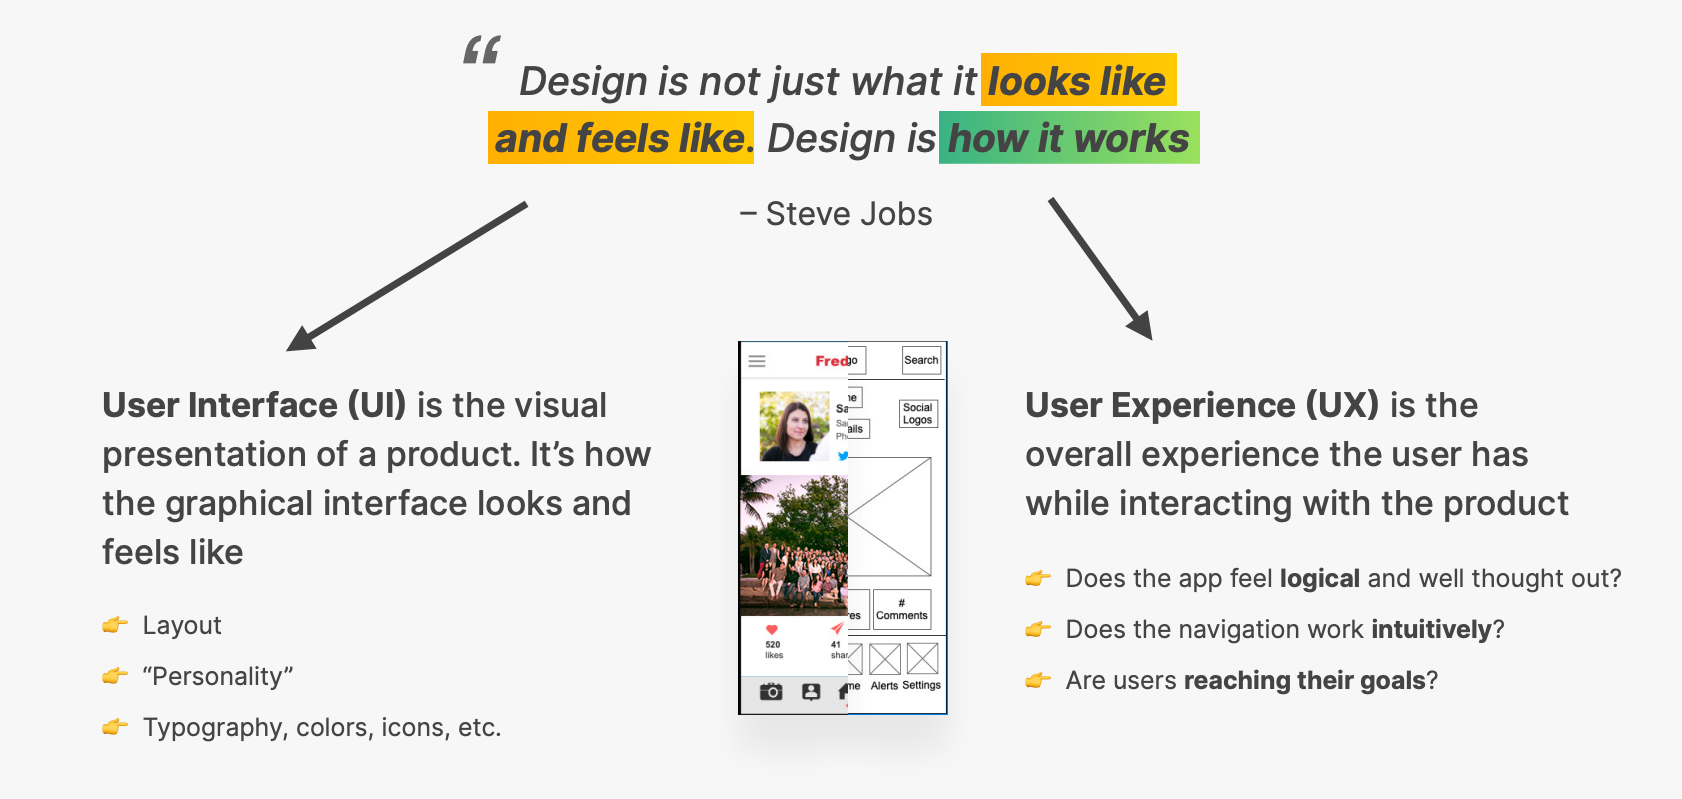 “
Design is not just what it looks like
and feels like. Design is how it works
– Steve Jobs
User Interface (UI) is the visual
presentation of a product. It’s how
the graphical interface looks and
feels like
👉 Layout
👉 “Personality”
👉 Typography, colors, icons, etc.
Fred
Sa
Sa
Ph
520
likes
41
shar
go
Search
me
Social
Logos
ails
res
#
Comments
me
Alerts
Settings
User Experience (UX) is the
overall experience the user has
while interacting with the product
👉 Does the app feel logical and well thought out?
👉 Does the navigation work intuitively?
👉 Are users reaching their goals?